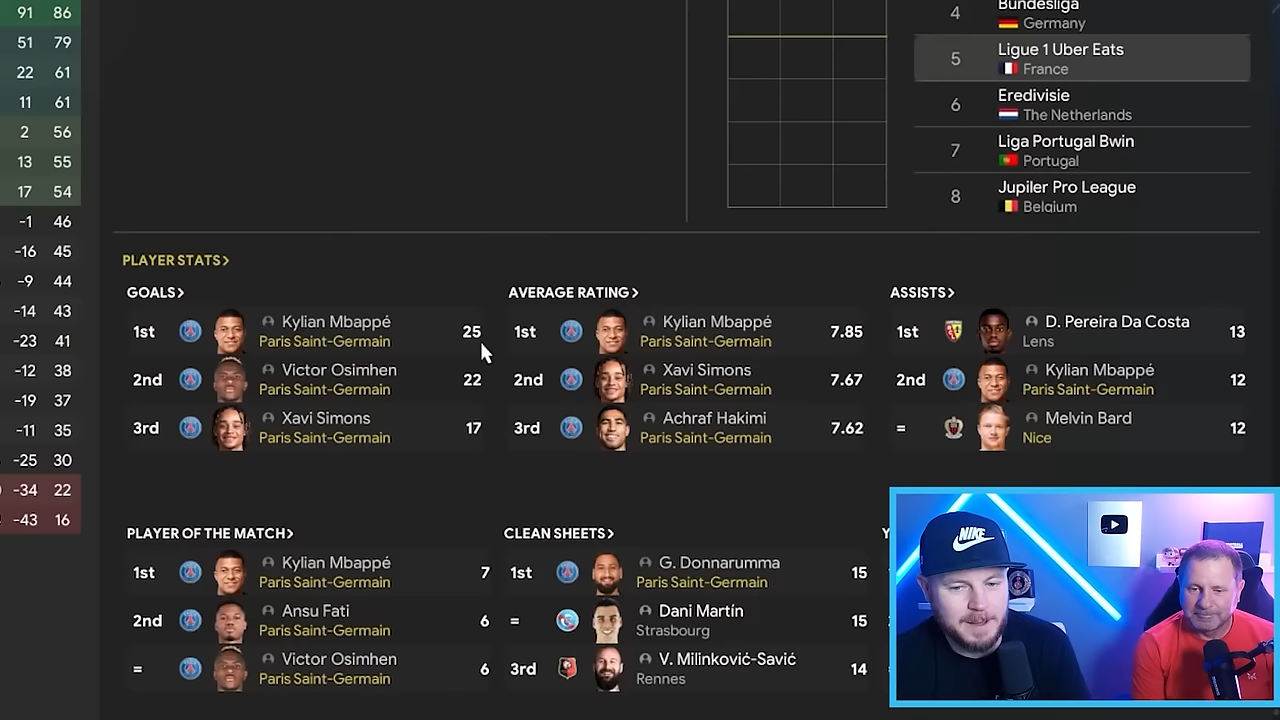 91 86
51 79
22 61
11 61
2 56
13 55
17 54
-1 46
-16 45
-9 44
-14 43
-23 41
-12 38
-19 37
-11 35
-25 30
-34 22
-43 16
4 Bundesliga
Germany
5 Ligue 1 Uber Eats
France
6 Eredivisie
The Netherlands
7 Liga Portugal Bwin
Portugal
8 Jupiler Pro League
Belgium
PLAYER STATS>
GOALS>
1st Kylian Mbappé 25
Paris Saint-Germain
2nd Victor Osimhen 22
Paris Saint-Germain
3rd Xavi Simons 17
Paris Saint-Germain
AVERAGE RATING>
1st Kylian Mbappé 7.85
Paris Saint-Germain
2nd Xavi Simons 7.67
Paris Saint-Germain
3rd Achraf Hakimi 7.62
Paris Saint-Germain
ASSISTS>
1st D. Pereira Da Costa 13
Lens
2nd Kylian Mbappé 12
Paris Saint-Germain
= Melvin Bard 12
Nice
PLAYER OF THE MATCH>
1st Kylian Mbappé 7
Paris Saint-Germain
2nd Ansu Fati 6
Paris Saint-Germain
= Victor Osimhen 6
Paris Saint-Germain
CLEAN SHEETS>
1st G. Donnarumma 15
Paris Saint-Germain
= Dani Martín 15
Strasbourg
3rd V. Milinković-Savić 14
Rennes
NIKE